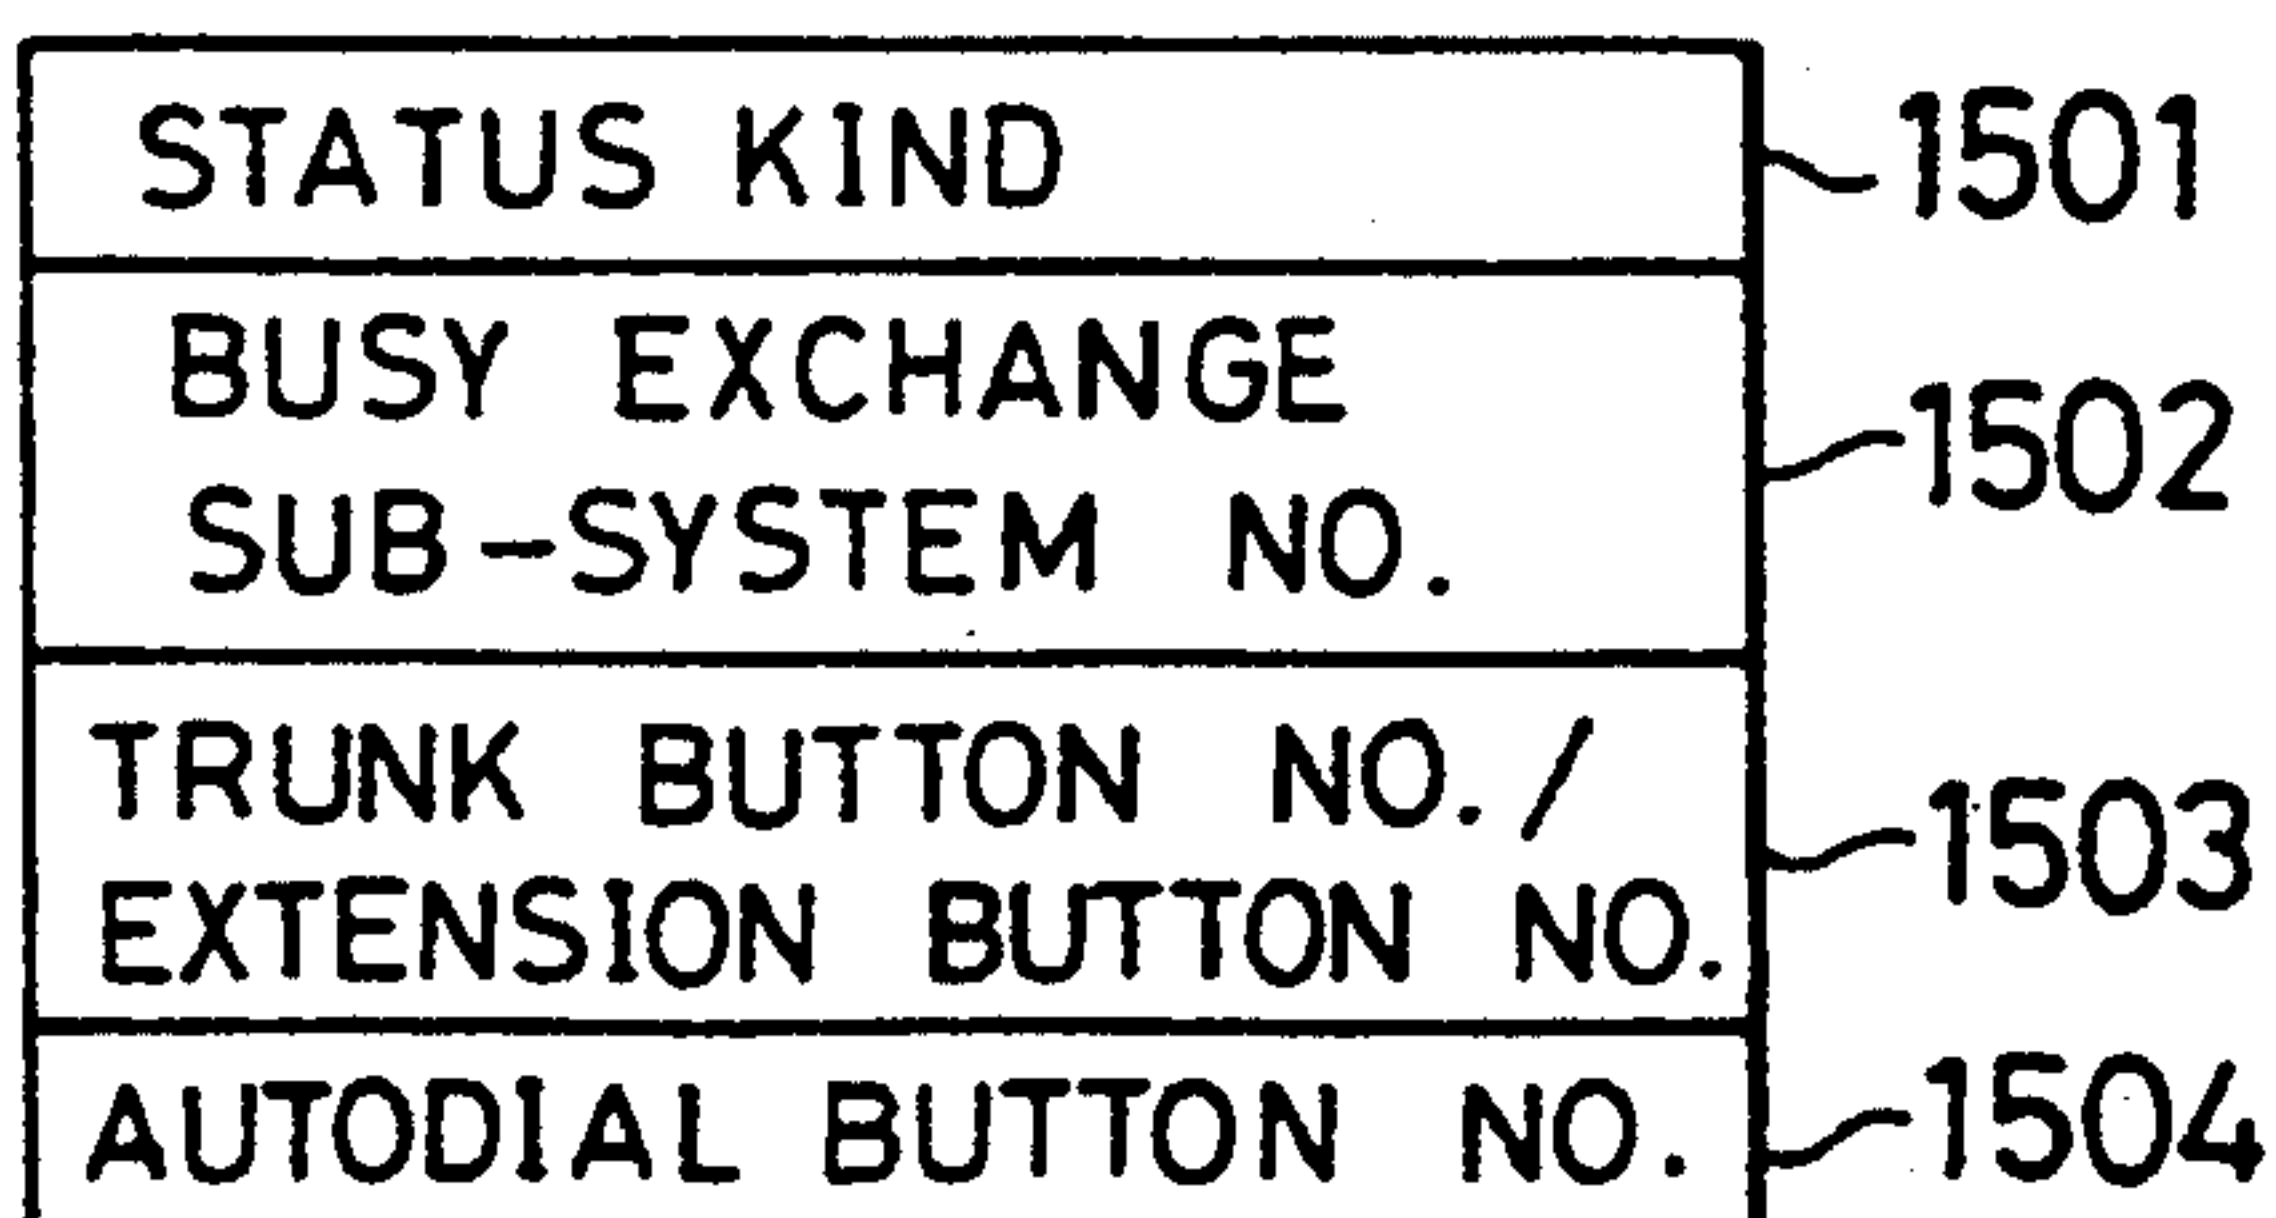 STATUS KIND 1501
BUSY EXCHANGE
SUB-SYSTEM NO. 1502
TRUNK BUTTON NO./
EXTENSION BUTTON NO. 1503
AUTODIAL BUTTON NO. 1504